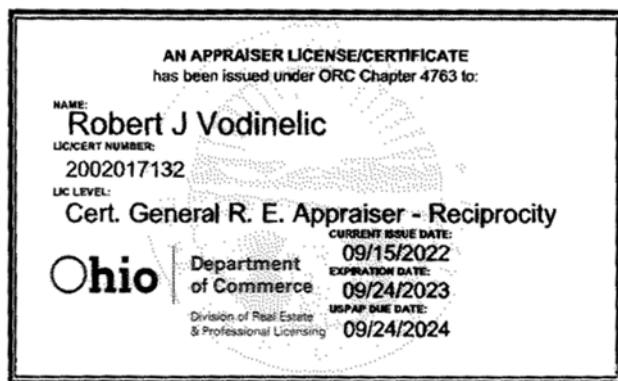 AN APPRAISER LICENSE/CERTIFICATE
has been issued under ORC Chapter 4763 to:
NAME:
Robert J Vodinelic
LIC/CERT NUMBER:
2002017132
LIC LEVEL:
Cert. General R. E. Appraiser - Reciprocity
CURRENT ISSUE DATE:
09/15/2022
EXPIRATION DATE:
09/24/2023
USPAP DUE DATE:
09/24/2024
Ohio
Department
of Commerce
Division of Real Estate
& Professional Licensing